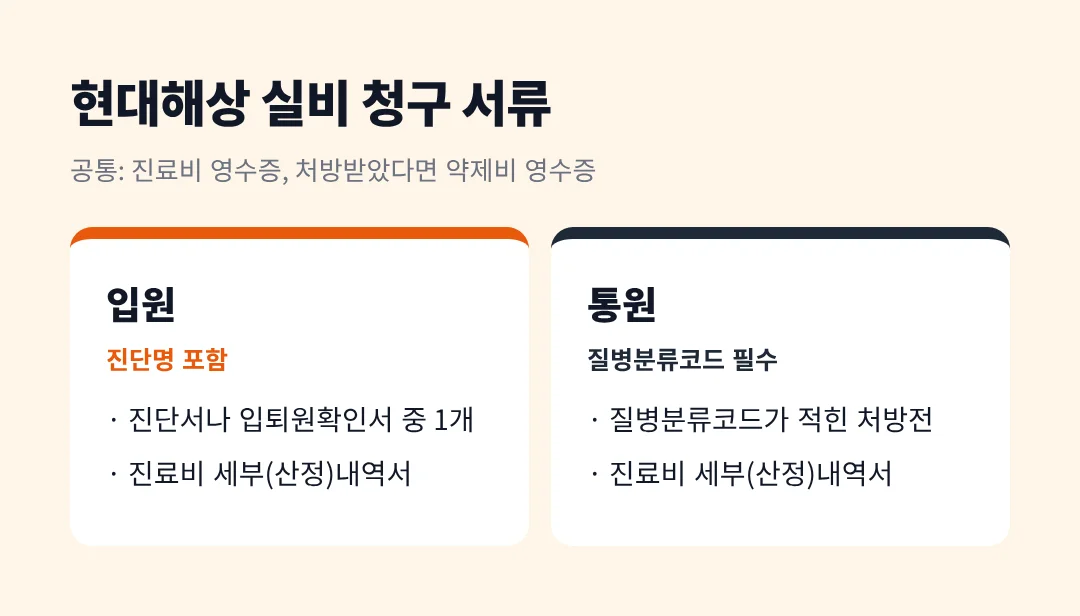 현대해상 실비 청구 서류
공통: 진료비 영수증, 처방받았다면 약제비 영수증
입원
진단명 포함
· 진단서나 입퇴원확인서 중 1개
· 진료비 세부(산정)내역서
통원
질병분류코드 필수
· 질병분류코드가 적힌 처방전
· 진료비 세부(산정)내역서